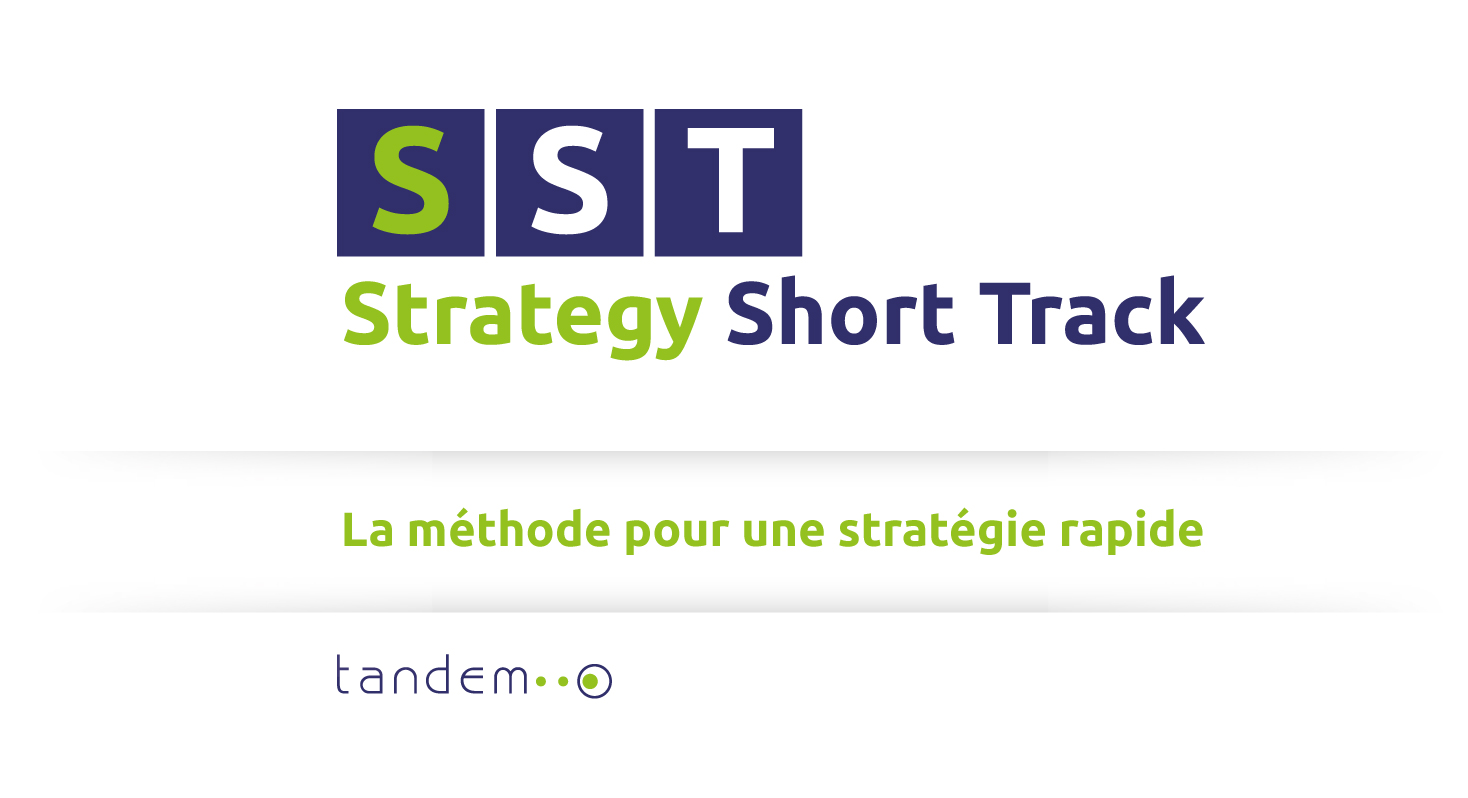 SST
Strategy Short Track
La méthode pour une stratégie rapide
tandem